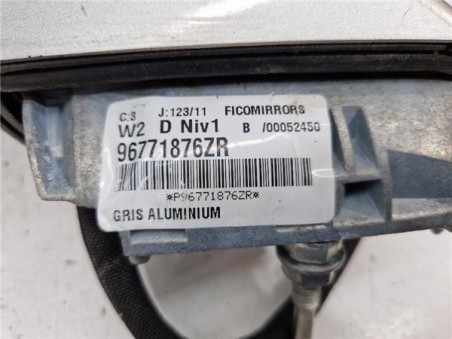 C:S J:123/11 FICOMIRRORS
W2 D Niv1 B /00052450
96771876ZR
*P96771876ZR*
GRIS ALUMINIUM